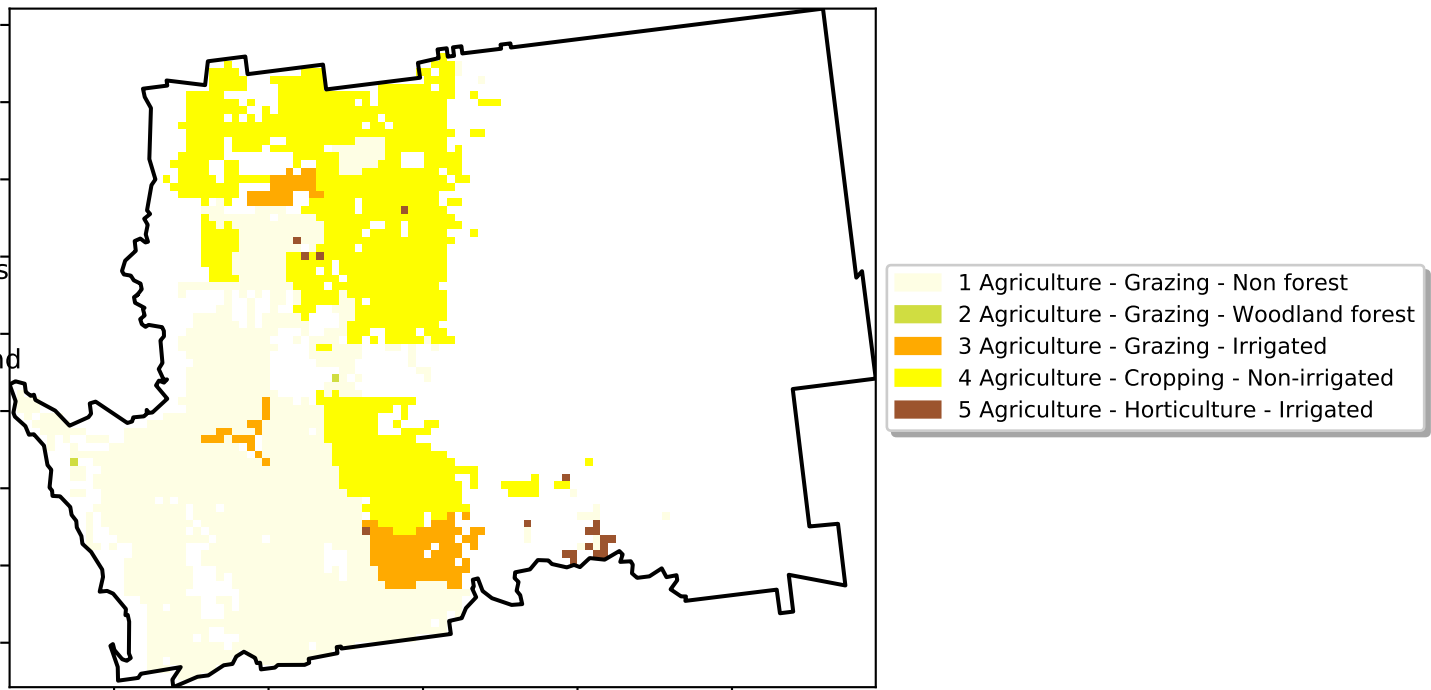 s
nd
1 Agriculture - Grazing - Non forest
2 Agriculture - Grazing - Woodland forest
3 Agriculture - Grazing - Irrigated
4 Agriculture - Cropping - Non-irrigated
5 Agriculture - Horticulture - Irrigated